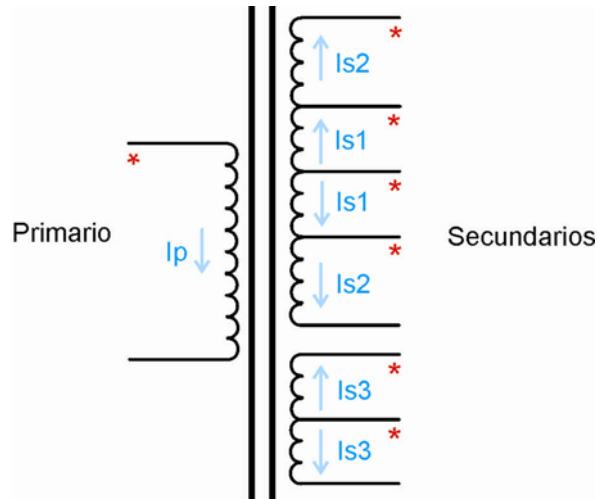 *
Is2
*
Is1
*
Is1
*
Is2
*
Primario
Ip
Secundarios
*
Is3
*
Is3